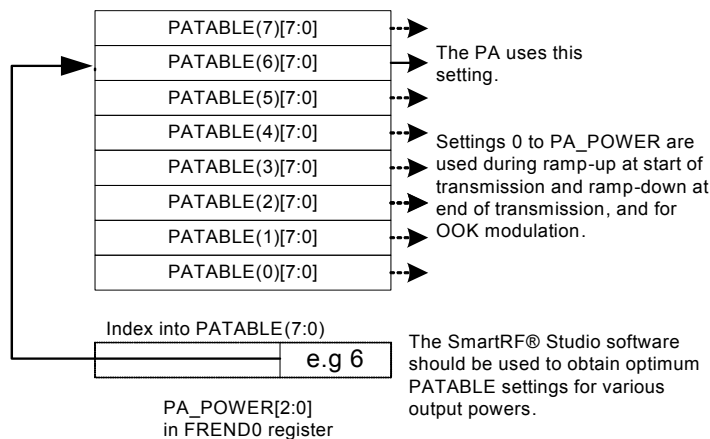 PATABLE(7)[7:0]
PATABLE(6)[7:0]
PATABLE(5)[7:0]
PATABLE(4)[7:0]
PATABLE(3)[7:0]
PATABLE(2)[7:0]
PATABLE(1)[7:0]
PATABLE(0)[7:0]
The PA uses this
setting.
Settings 0 to PA_POWER are
used during ramp-up at start of
transmission and ramp-down at
end of transmission, and for
OOK modulation.
Index into PATABLE(7:0)
e.g 6
PA_POWER[2:0]
in FREND0 register
The SmartRF® Studio software
should be used to obtain optimum
PATABLE settings for various
output powers.